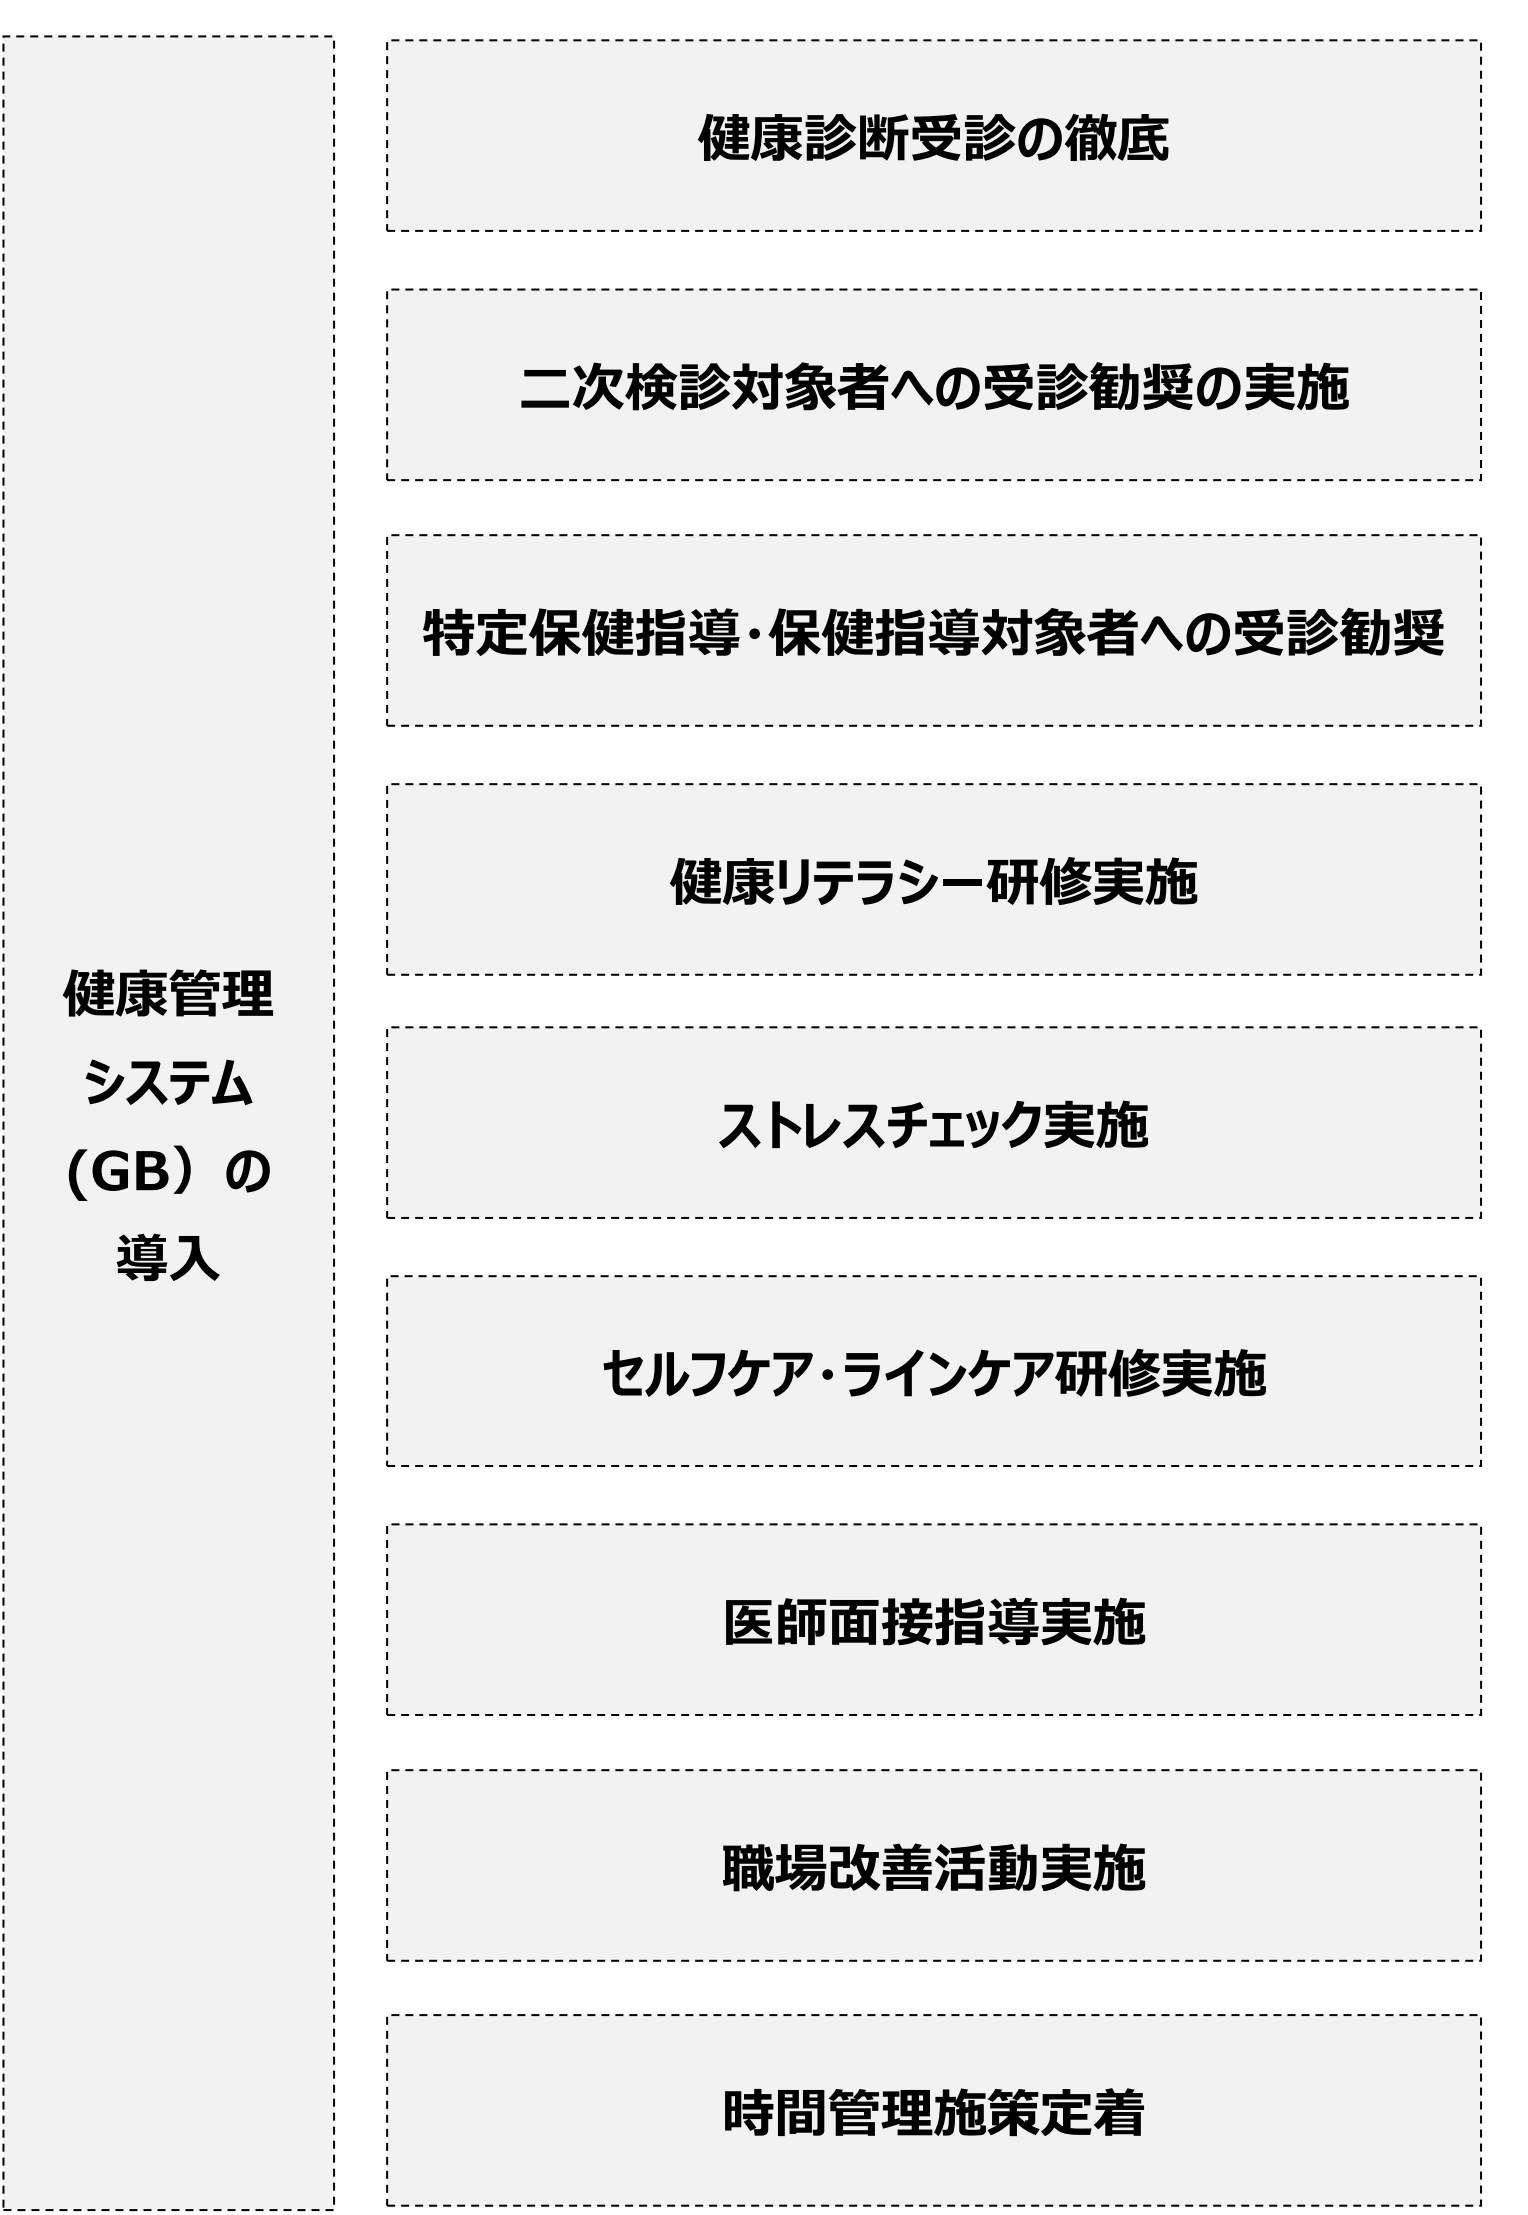 健康管理
システム
（GB）の
導入
健康診断受診の徹底
二次検診対象者への受診勧奨の実施
特定保健指導・保健指導対象者への受診勧奨
健康リテラシー研修実施
ストレスチェック実施
セルフケア・ラインケア研修実施
医師面接指導実施
職場改善活動実施
時間管理施策定着